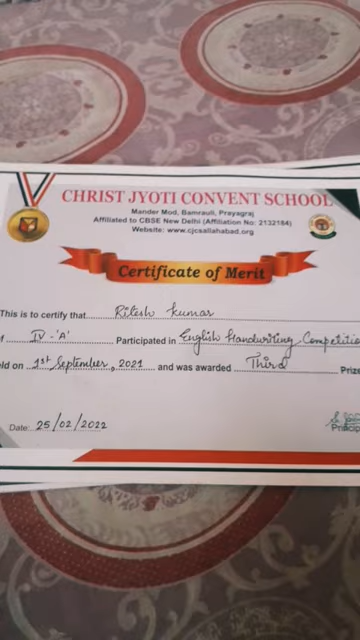 CHRIST JYOTI CONVENT SCHOOL
Mander Mod, Bamrauli, Prayagraj
Affiliated to CBSE New Delhi (Affiliation No: 2132184)
Website: www.cjcsallahabad.org
Certificate of Merit
This is to certify that Ritesh Kumar
f IV-'A' Participated in English Handwriting Competitio
eld on 1st September, 2021 and was awarded Third Prize
Date: 25/02/2022
Princip